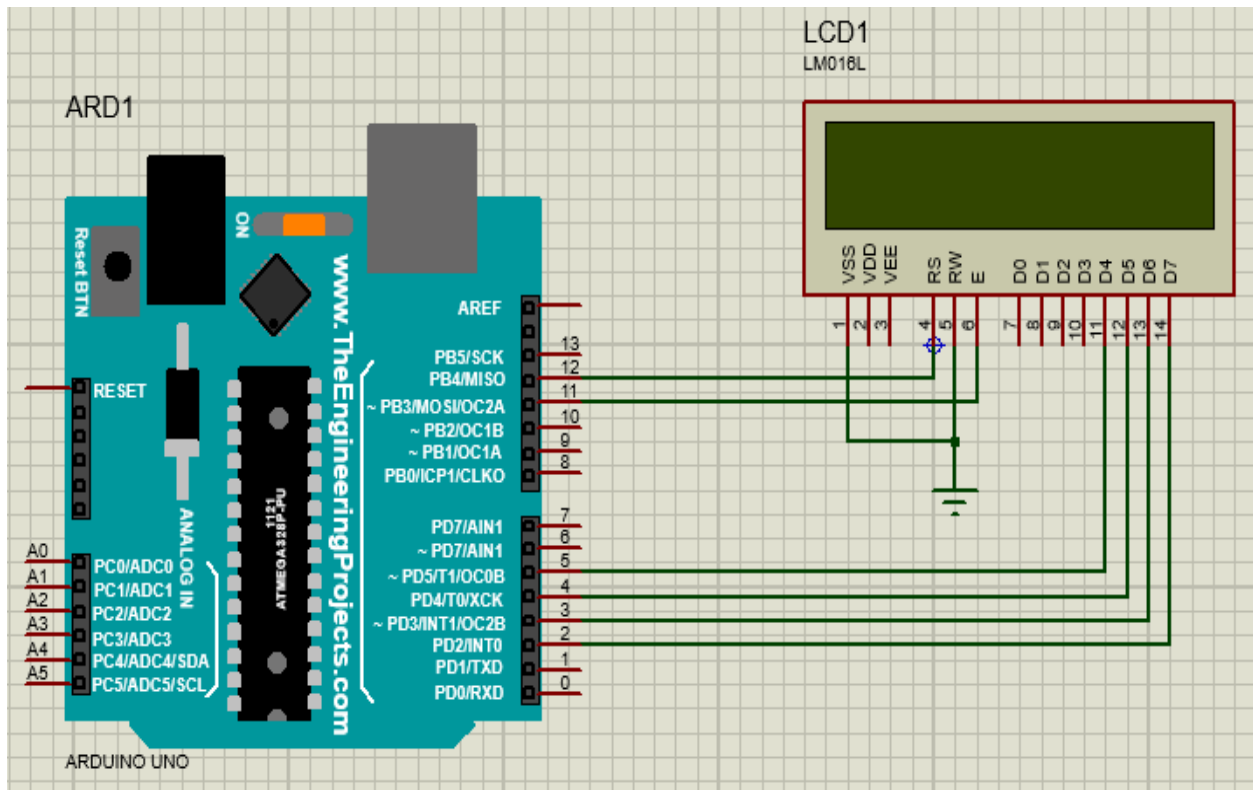 LCD1
LM016L
ARD1
VSS
VDD
VEE
RS
RW
E
D0
D1
D2
D3
D4
D5
D6
D7
1
2
3
4
5
6
7
8
9
10
11
12
13
14
Reset BTN
ON
www.TheEngineeringProjects.com
RESET
ANALOG IN
1121
ATMEGA328P-PU
AREF
PB5/SCK 13
PB4/MISO 12
~ PB3/MOSI/OC2A 11
~ PB2/OC1B 10
~ PB1/OC1A 9
PB0/ICP1/CLKO 8
PD7/AIN1 7
~ PD7/AIN1 6
~ PD5/T1/OC0B 5
PD4/T0/XCK 4
~ PD3/INT1/OC2B 3
PD2/INT0 2
PD1/TXD 1
PD0/RXD 0
A0 PC0/ADC0
A1 PC1/ADC1
A2 PC2/ADC2
A3 PC3/ADC3
A4 PC4/ADC4/SDA
A5 PC5/ADC5/SCL
ARDUINO UNO